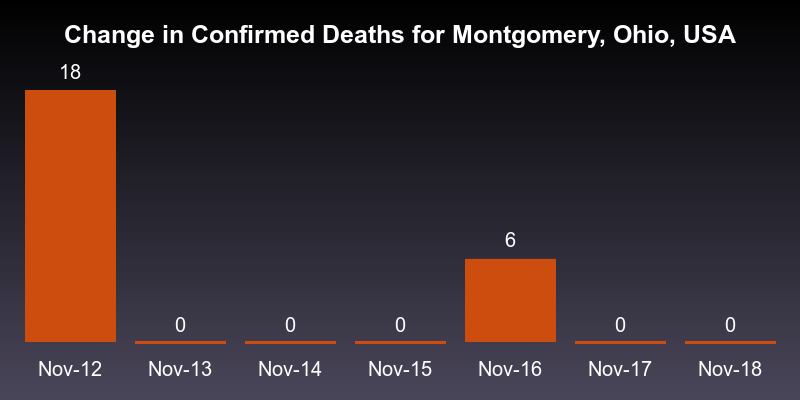 Change in Confirmed Deaths for Montgomery, Ohio, USA
18
6
0 0 0 0 0
Nov-12 Nov-13 Nov-14 Nov-15 Nov-16 Nov-17 Nov-18